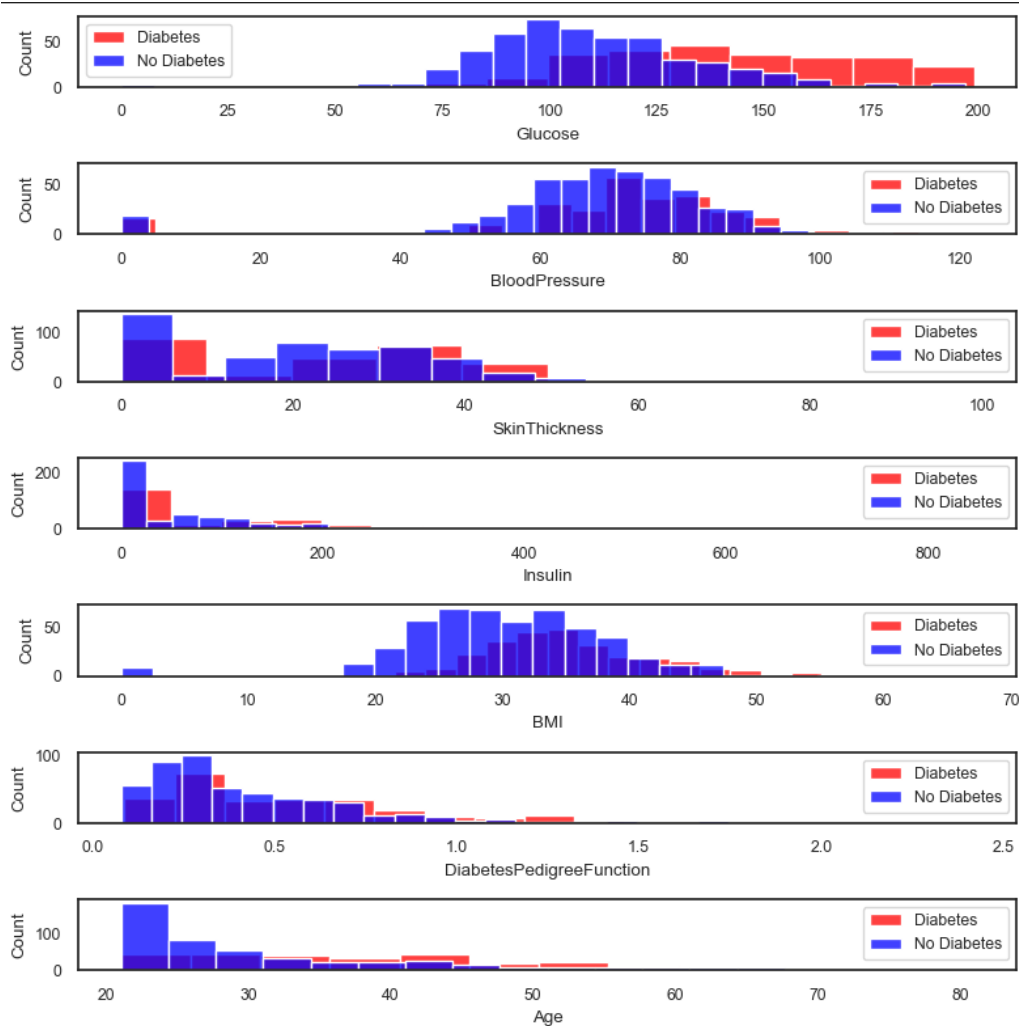 50
0
Count
Diabetes
No Diabetes
0 25 50 75 100 125 150 175 200
Glucose
50
0
Count
Diabetes
No Diabetes
0 20 40 60 80 100 120
BloodPressure
100
0
Count
Diabetes
No Diabetes
0 20 40 60 80 100
SkinThickness
200
0
Count
Diabetes
No Diabetes
0 200 400 600 800
Insulin
50
0
Count
Diabetes
No Diabetes
0 10 20 30 40 50 60 70
BMI
100
0
Count
Diabetes
No Diabetes
0.0 0.5 1.0 1.5 2.0 2.5
DiabetesPedigreeFunction
100
0
Count
Diabetes
No Diabetes
20 30 40 50 60 70 80
Age